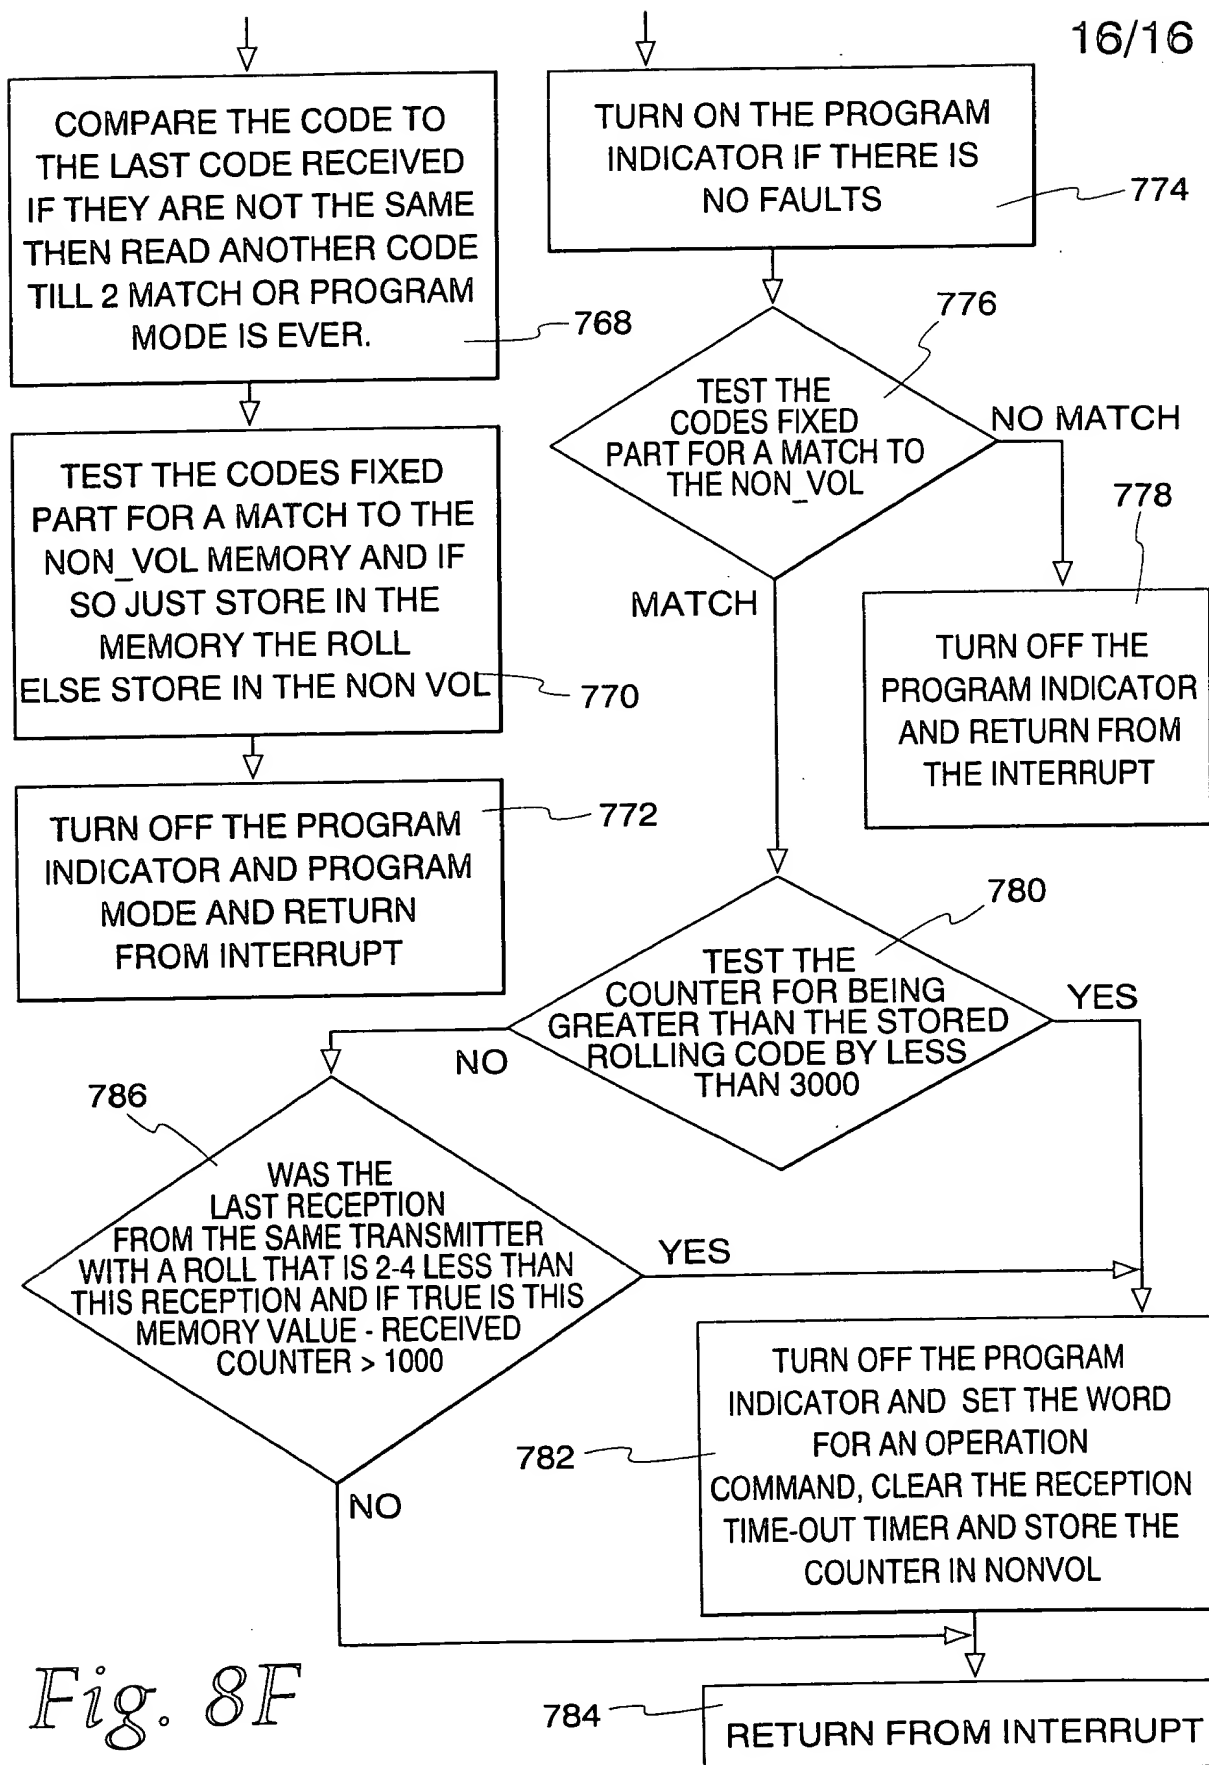 16/16
COMPARE THE CODE TO
THE LAST CODE RECEIVED
IF THEY ARE NOT THE SAME
THEN READ ANOTHER CODE
TILL 2 MATCH OR PROGRAM
MODE IS EVER.
768
TEST THE CODES FIXED
PART FOR A MATCH TO THE
NON_VOL MEMORY AND IF
SO JUST STORE IN THE
MEMORY THE ROLL
ELSE STORE IN THE NON VOL
770
TURN OFF THE PROGRAM
INDICATOR AND PROGRAM
MODE AND RETURN
FROM INTERRUPT
772
TURN ON THE PROGRAM
INDICATOR IF THERE IS
NO FAULTS
774
776
TEST THE
CODES FIXED
PART FOR A MATCH TO
THE NON_VOL
NO MATCH
MATCH
778
TURN OFF THE
PROGRAM INDICATOR
AND RETURN FROM
THE INTERRUPT
780
TEST THE
COUNTER FOR BEING
GREATER THAN THE STORED
ROLLING CODE BY LESS
THAN 3000
YES
NO
786
WAS THE
LAST RECEPTION
FROM THE SAME TRANSMITTER
WITH A ROLL THAT IS 2-4 LESS THAN
THIS RECEPTION AND IF TRUE IS THIS
MEMORY VALUE - RECEIVED
COUNTER > 1000
YES
NO
TURN OFF THE PROGRAM
INDICATOR AND SET THE WORD
FOR AN OPERATION
COMMAND, CLEAR THE RECEPTION
TIME-OUT TIMER AND STORE THE
COUNTER IN NONVOL
782
784
RETURN FROM INTERRUPT
Fig. 8F